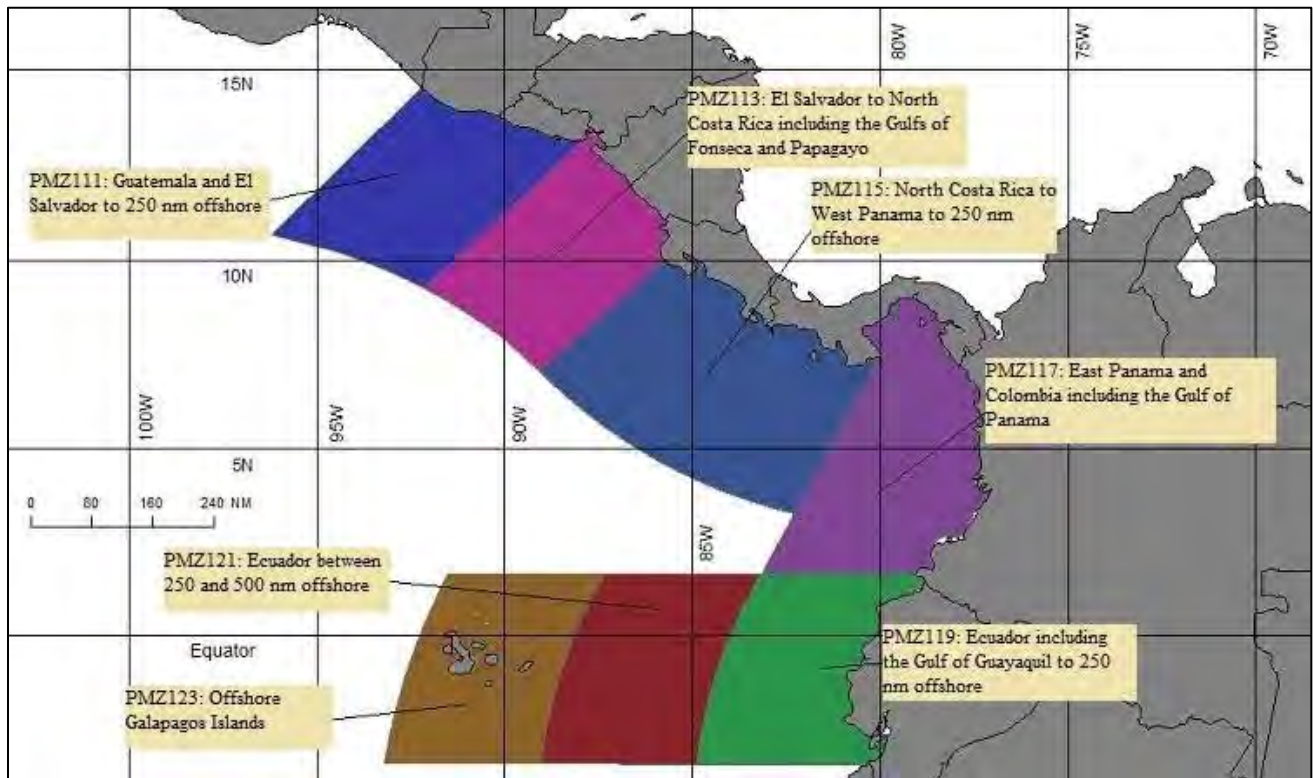 80W
75W
70W
15N
PMZ113: El Salvador to North
Costa Rica including the Gulfs of
Fonseca and Papagayo
PMZ111: Guatemala and El
Salvador to 250 nm offshore
PMZ115: North Costa Rica to
West Panama to 250 nm
offshore
10N
PMZ117: East Panama and
Colombia including the Gulf of
Panama
100W
95W
90W
5N
0 80 160 240 NM
85W
PMZ121: Ecuador between
250 and 500 nm offshore
Equator
PMZ119: Ecuador including
the Gulf of Guayaquil to 250
nm offshore
PMZ123: Offshore
Galapagos Islands